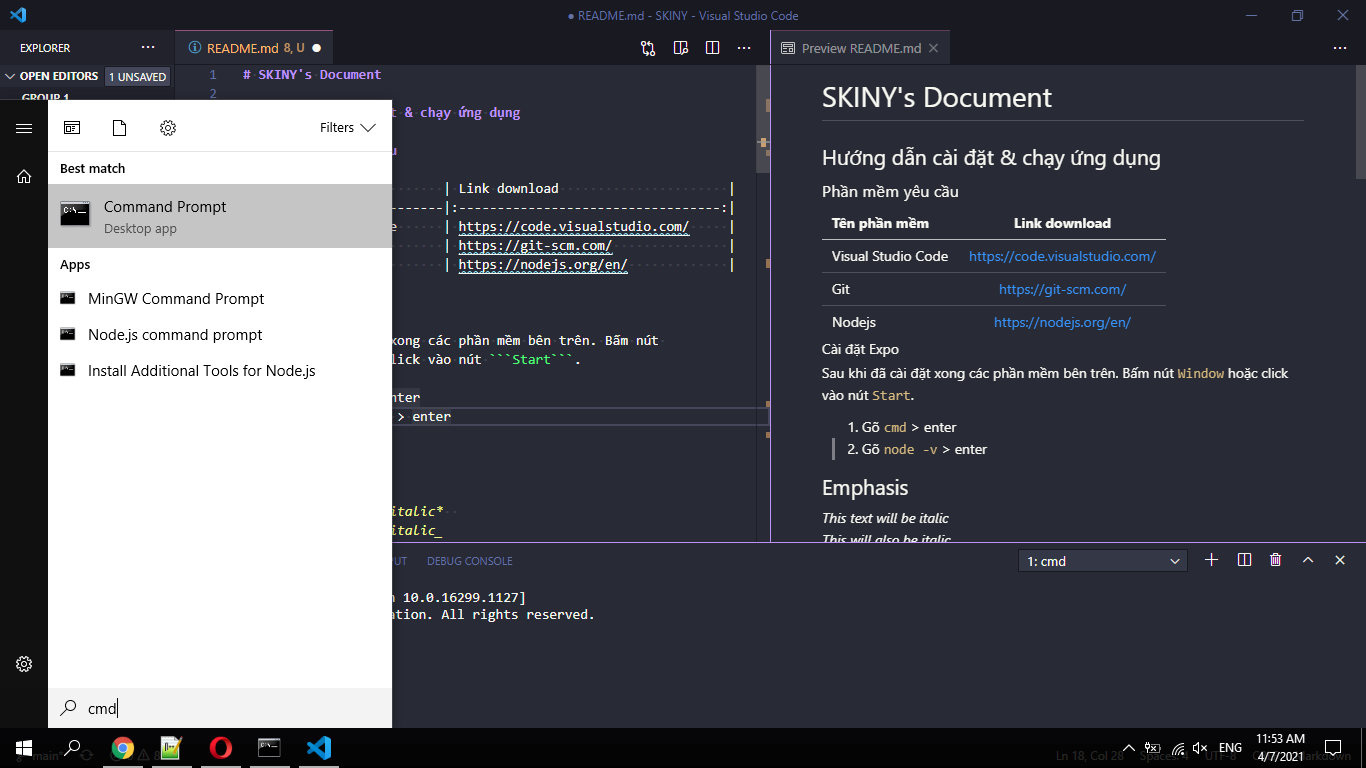 ● README.md - SKINY - Visual Studio Code
EXPLORER
OPEN EDITORS
1 UNSAVED
GROUP 1
README.md 8, U
1 # SKINY's Document
2
& chạy ứng dụng
| Link download |
|:--------------------------------:|
| https://code.visualstudio.com/ |
| https://git-scm.com/ |
| https://nodejs.org/en/ |
xong các phần mềm bên trên. Bấm nút
vào nút ```Start```.
> enter
italic*
italic_
Preview README.md
SKINY's Document
Hướng dẫn cài đặt & chạy ứng dụng
Phần mềm yêu cầu
Tên phần mềm Link download
Visual Studio Code https://code.visualstudio.com/
Git https://git-scm.com/
Nodejs https://nodejs.org/en/
Cài đặt Expo
Sau khi đã cài đặt xong các phần mềm bên trên. Bấm nút Window hoặc click
vào nút Start.
1. Gõ cmd > enter
2. Gõ node -v > enter
Emphasis
This text will be italic
This will also be italic
Filters
Best match
Command Prompt
Desktop app
Apps
MinGW Command Prompt
Node.js command prompt
Install Additional Tools for Node.js
cmd
DEBUG CONSOLE
1: cmd
10.0.16299.1127]
All rights reserved.
main*
Ln 18, Col 28
Spaces: 4
UTF-8
ENG
11:53 AM
4/7/2021